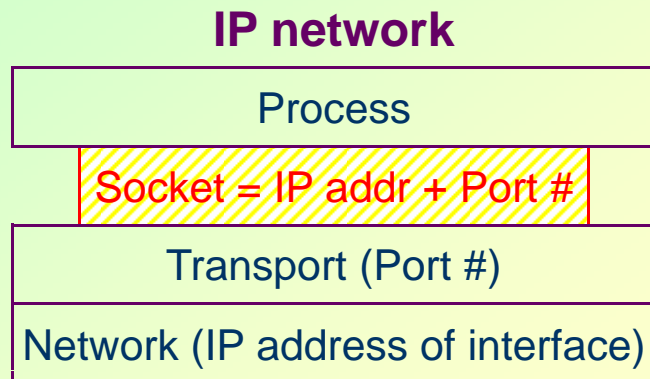 IP network
Process
Socket = IP addr + Port #
Transport (Port #)
Network (IP address of interface)